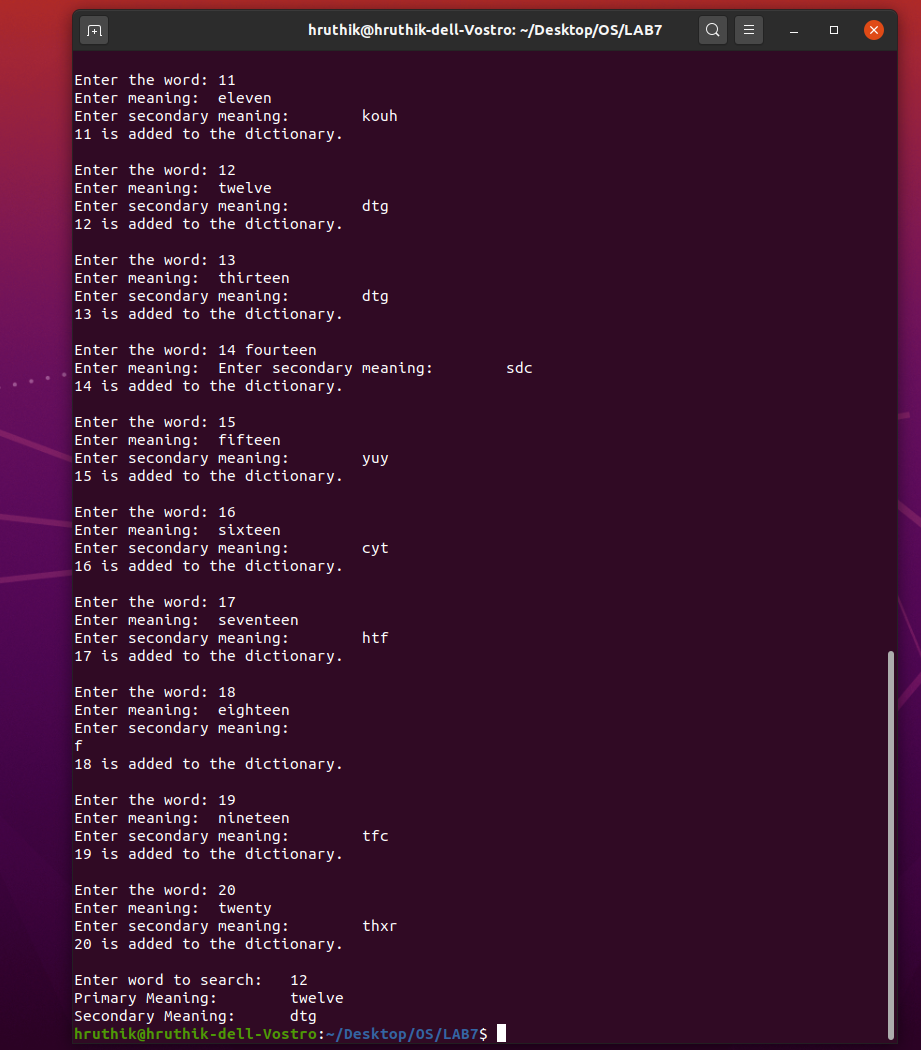 hruthik@hruthik-dell-Vostro: ~/Desktop/OS/LAB7
Enter the word: 11
Enter meaning:  eleven
Enter secondary meaning:        kouh
11 is added to the dictionary.
Enter the word: 12
Enter meaning:  twelve
Enter secondary meaning:        dtg
12 is added to the dictionary.
Enter the word: 13
Enter meaning:  thirteen
Enter secondary meaning:        dtg
13 is added to the dictionary.
Enter the word: 14 fourteen
Enter meaning:  Enter secondary meaning:        sdc
14 is added to the dictionary.
Enter the word: 15
Enter meaning:  fifteen
Enter secondary meaning:        yuy
15 is added to the dictionary.
Enter the word: 16
Enter meaning:  sixteen
Enter secondary meaning:        cyt
16 is added to the dictionary.
Enter the word: 17
Enter meaning:  seventeen
Enter secondary meaning:        htf
17 is added to the dictionary.
Enter the word: 18
Enter meaning:  eighteen
Enter secondary meaning:
f
18 is added to the dictionary.
Enter the word: 19
Enter meaning:  nineteen
Enter secondary meaning:        tfc
19 is added to the dictionary.
Enter the word: 20
Enter meaning:  twenty
Enter secondary meaning:        thxr
20 is added to the dictionary.
Enter word to search:   12
Primary Meaning:        twelve
Secondary Meaning:      dtg
hruthik@hruthik-dell-Vostro:~/Desktop/OS/LAB7$